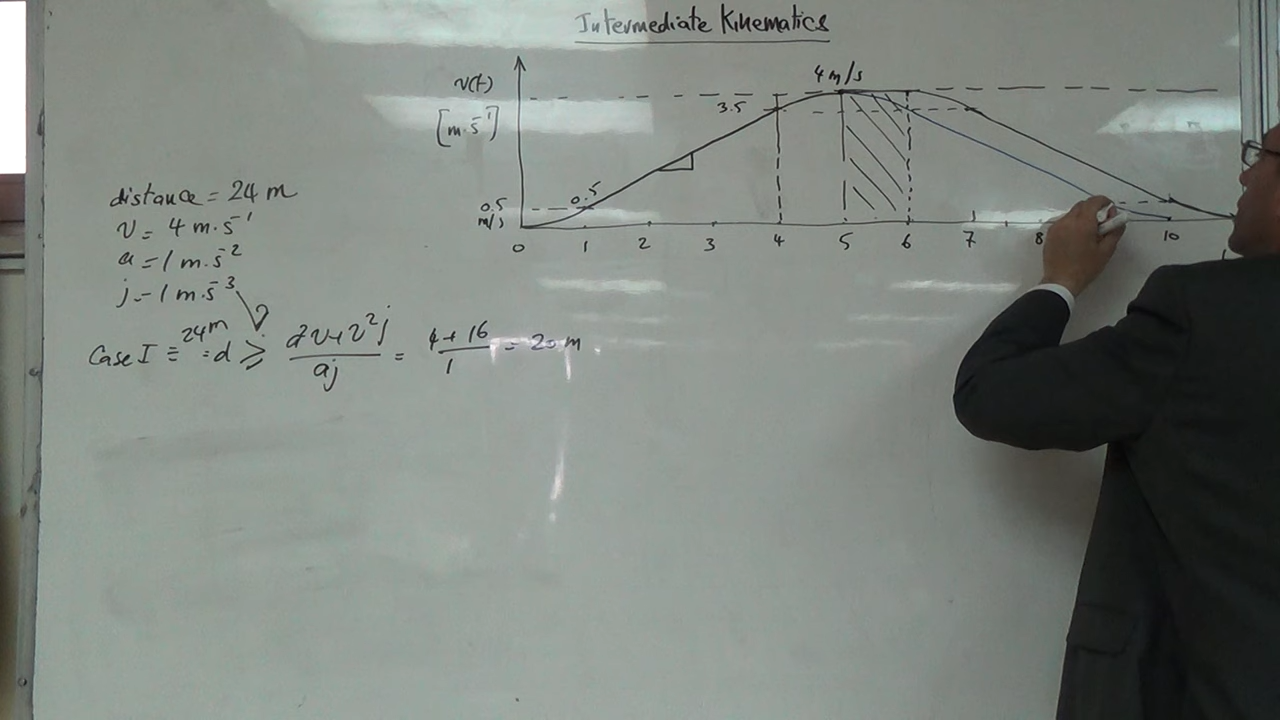 Intermediate Kinematics
v(t)
[m·s⁻¹]
4 m/s
3.5
0.5
0.5
m/s
0 1 2 3 4 5 6 7 8 10
distance = 24 m
v = 4 m·s⁻¹
a = 1 m·s⁻²
j = 1 m·s⁻³
Case I = 24m = d ≥ (a²v + v²j)/(aj) = (4 + 16)/1 = 20 m